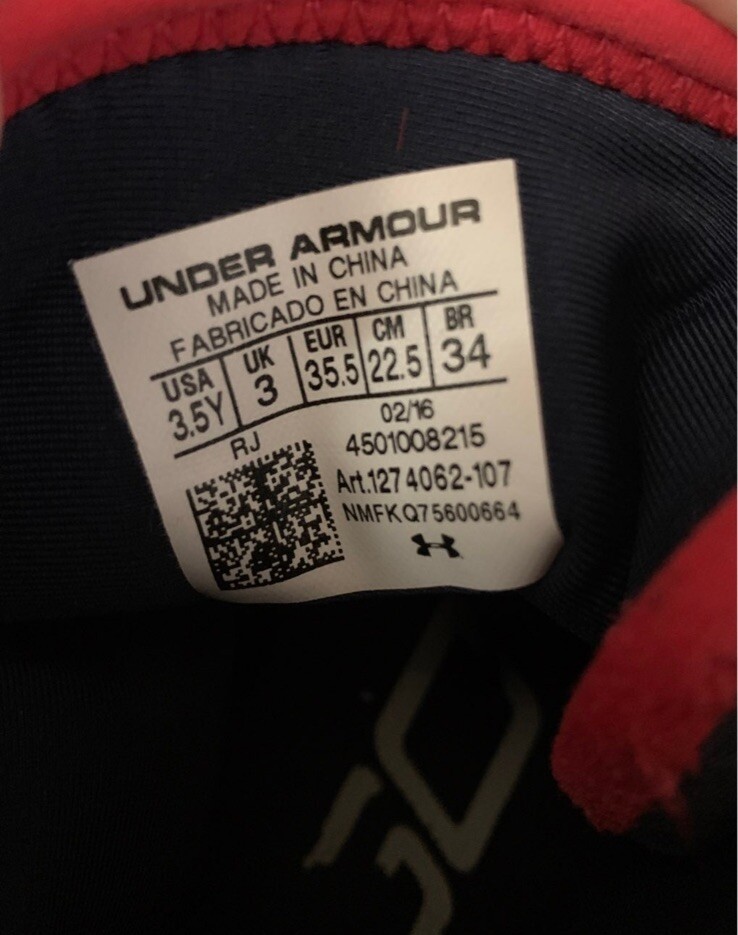 UNDER ARMOUR
MADE IN CHINA
FABRICADO EN CHINA
USA UK EUR CM BR
3.5Y 3 35.5 22.5 34
RJ
02/16
4501008215
Art.1274062-107
NMFKQ75600664